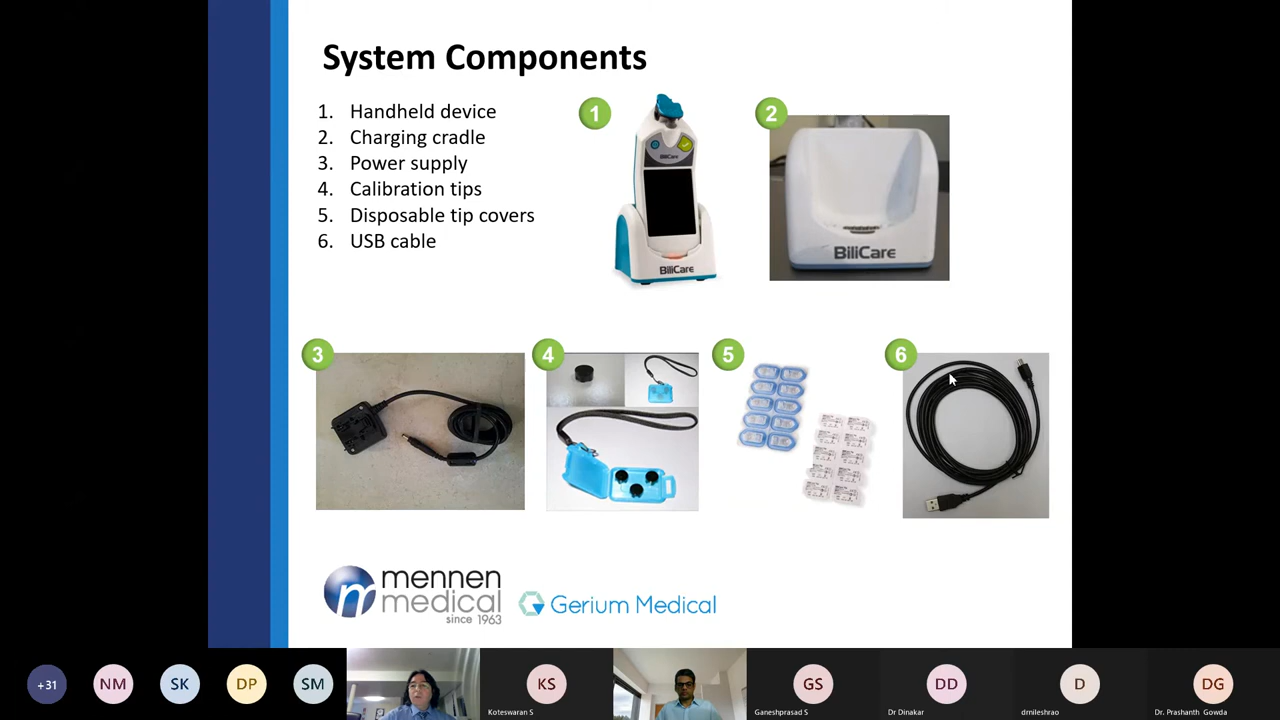 System Components
1. Handheld device
2. Charging cradle
3. Power supply
4. Calibration tips
5. Disposable tip covers
6. USB cable
1
2
BiliCare
BiliCare
BiliCare
3
4
5
6
mennen
medical
since 1963
Gerium Medical
+31
NM
SK
DP
SM
KS
Koteswaran S
GS
Ganeshprasad S
DD
Dr Dinakar
D
drnileshrao
DG
Dr. Prashanth Gowda